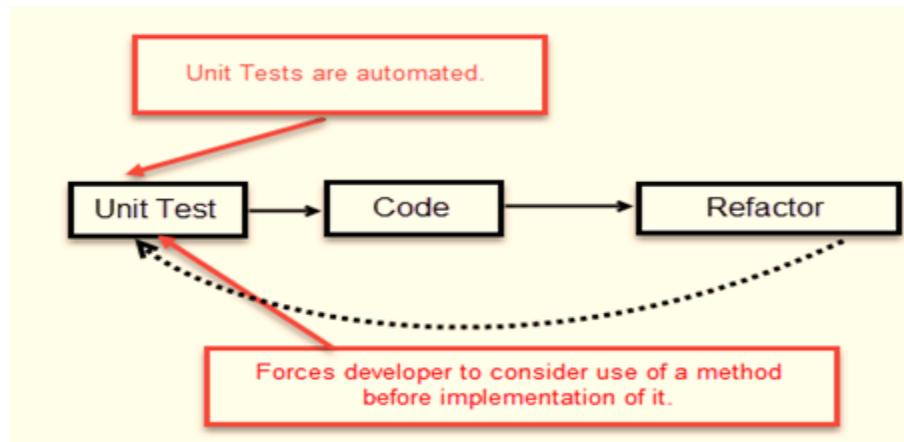 Unit Tests are automated.
Unit Test
Code
Refactor
Forces developer to consider use of a method
before implementation of it.